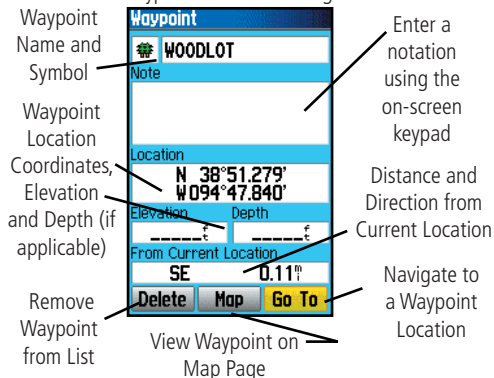 Waypoint
Name and
Symbol
Waypoint
Location
Coordinates,
Elevation
and Depth (if
applicable)
Remove
Waypoint
from List
Waypoint
WOODLOT
Note
Location
N 38°51.279'
W094°47.840'
Elevation Depth
_____ft _____ft
From Current Location
SE 0.11mi
Delete Map Go To
View Waypoint on
Map Page
Enter a
notation
using the
on-screen
keypad
Distance and
Direction from
Current Location
Navigate to
a Waypoint
Location